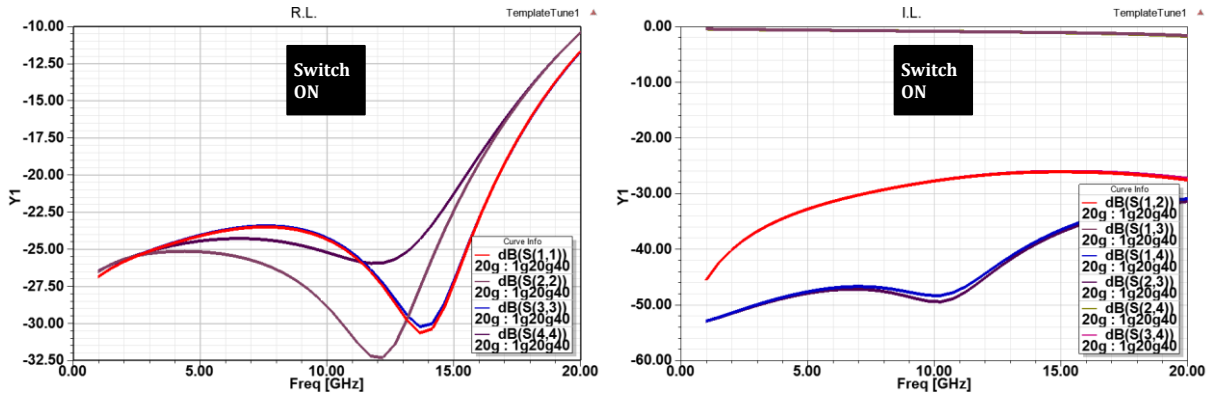 R.L.
TemplateTune1
-10.00
-12.50
-15.00
-17.50
-20.00
-22.50
-25.00
-27.50
-30.00
-32.50
Y1
Switch
ON
Curve Info
dB(S(1,1))
20g : 1g20g40
dB(S(2,2))
20g : 1g20g40
dB(S(3,3))
20g : 1g20g40
dB(S(4,4))
20g : 1g20g40
0.00
5.00
10.00
15.00
20.00
Freq [GHz]
I.L.
TemplateTune1
0.00
-10.00
-20.00
-30.00
-40.00
-50.00
-60.00
Y1
Switch
ON
Curve Info
dB(S(1,2))
20g : 1g20g40
dB(S(1,3))
20g : 1g20g40
dB(S(1,4))
20g : 1g20g40
dB(S(2,3))
20g : 1g20g40
dB(S(2,4))
20g : 1g20g40
dB(S(3,4))
20g : 1g20g40
0.00
5.00
10.00
15.00
20.00
Freq [GHz]